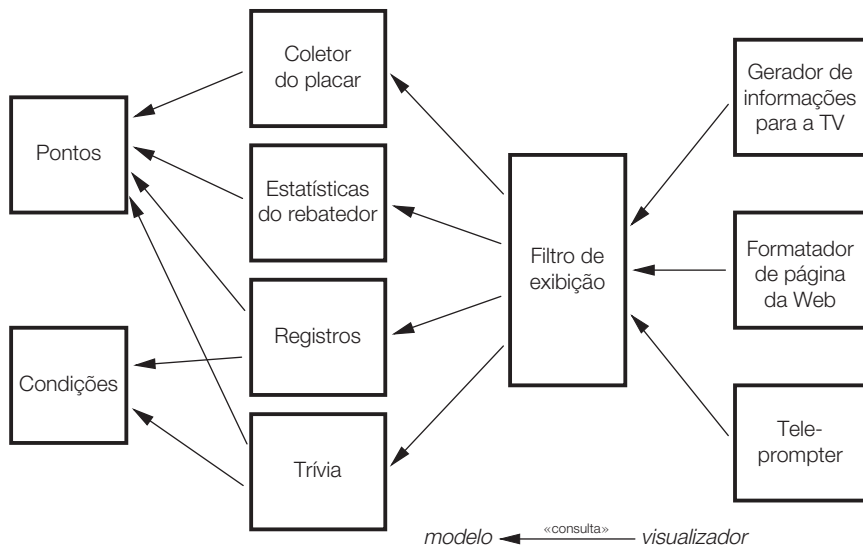 Coletor
do placar
Gerador de
informações
para a TV
Pontos
Estatísticas
do rebatedor
Filtro de
exibição
Formatador
de página
da Web
Registros
Condições
Trívia
Tele-
prompter
modelo «consulta» visualizador